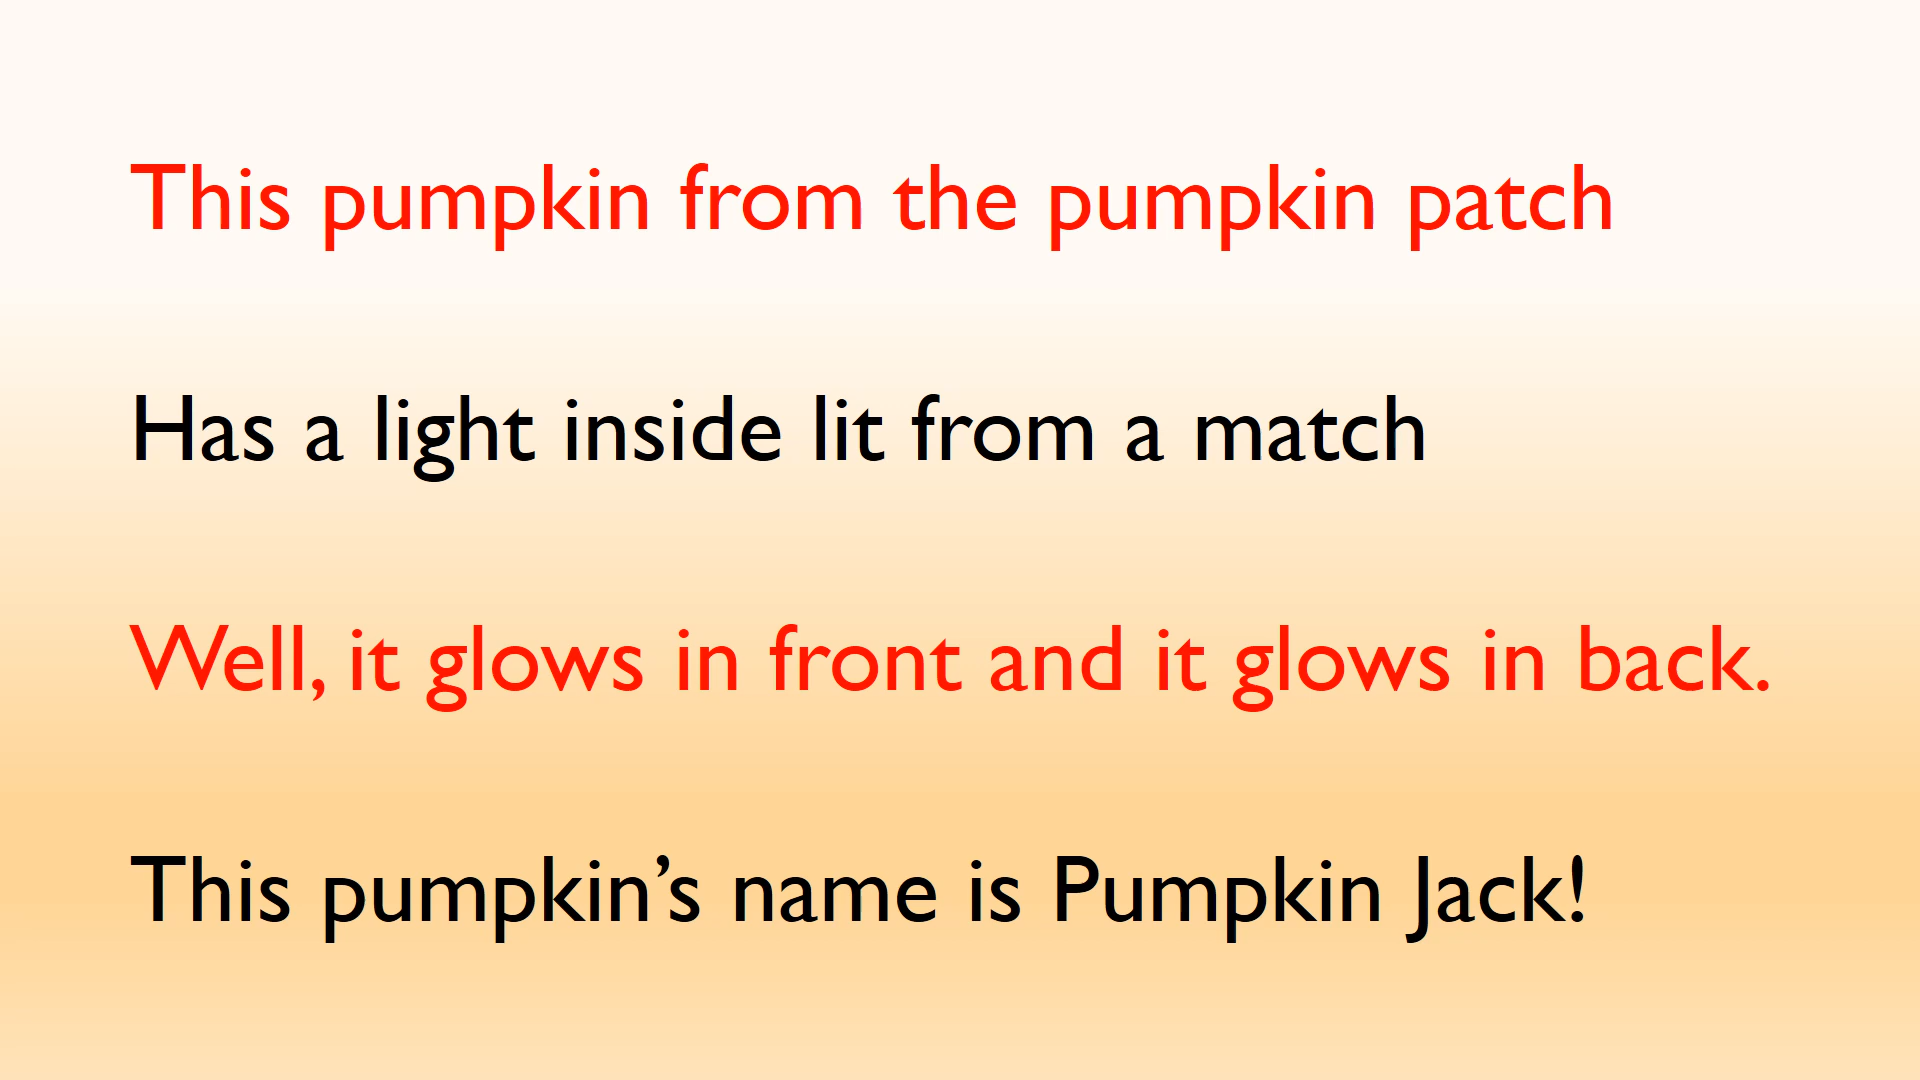 This pumpkin from the pumpkin patch
Has a light inside lit from a match
Well, it glows in front and it glows in back.
This pumpkin’s name is Pumpkin Jack!